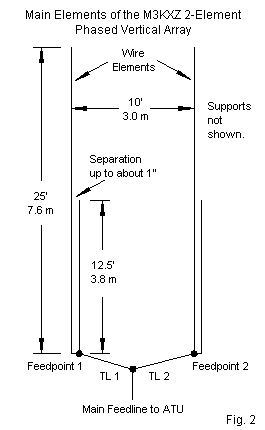 Main Elements of the M3KXZ 2-Element
Phased Vertical Array
Wire
Elements
10'
3.0 m
Supports
not
shown.
Separation
up to about 1"
25'
7.6 m
12.5'
3.8 m
Feedpoint 1
TL 1
TL 2
Feedpoint 2
Main Feedline to ATU
Fig. 2